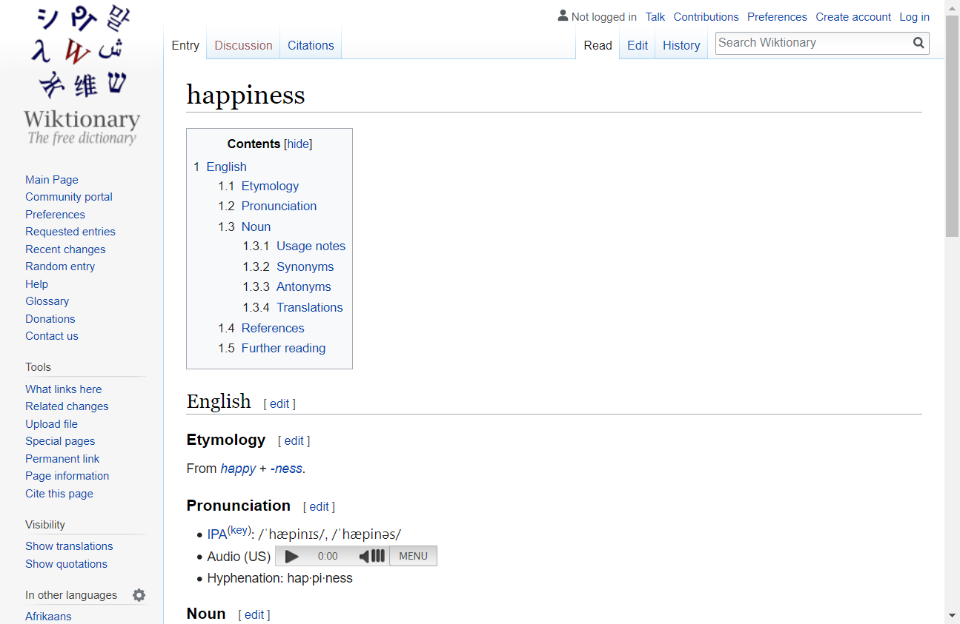 Not logged in Talk Contributions Preferences Create account Log in
Entry Discussion Citations Read Edit History Search Wiktionary
Wiktionary
The free dictionary
Main Page
Community portal
Preferences
Requested entries
Recent changes
Random entry
Help
Glossary
Donations
Contact us
Tools
What links here
Related changes
Upload file
Special pages
Permanent link
Page information
Cite this page
Visibility
Show translations
Show quotations
In other languages
Afrikaans
happiness
Contents [hide]
1 English
1.1 Etymology
1.2 Pronunciation
1.3 Noun
1.3.1 Usage notes
1.3.2 Synonyms
1.3.3 Antonyms
1.3.4 Translations
1.4 References
1.5 Further reading
English [ edit ]
Etymology [ edit ]
From happy + -ness.
Pronunciation [ edit ]
• IPA(key): /ˈhæpinɪs/, /ˈhæpinəs/
• Audio (US) 0:00 MENU
• Hyphenation: hap·pi·ness
Noun [ edit ]